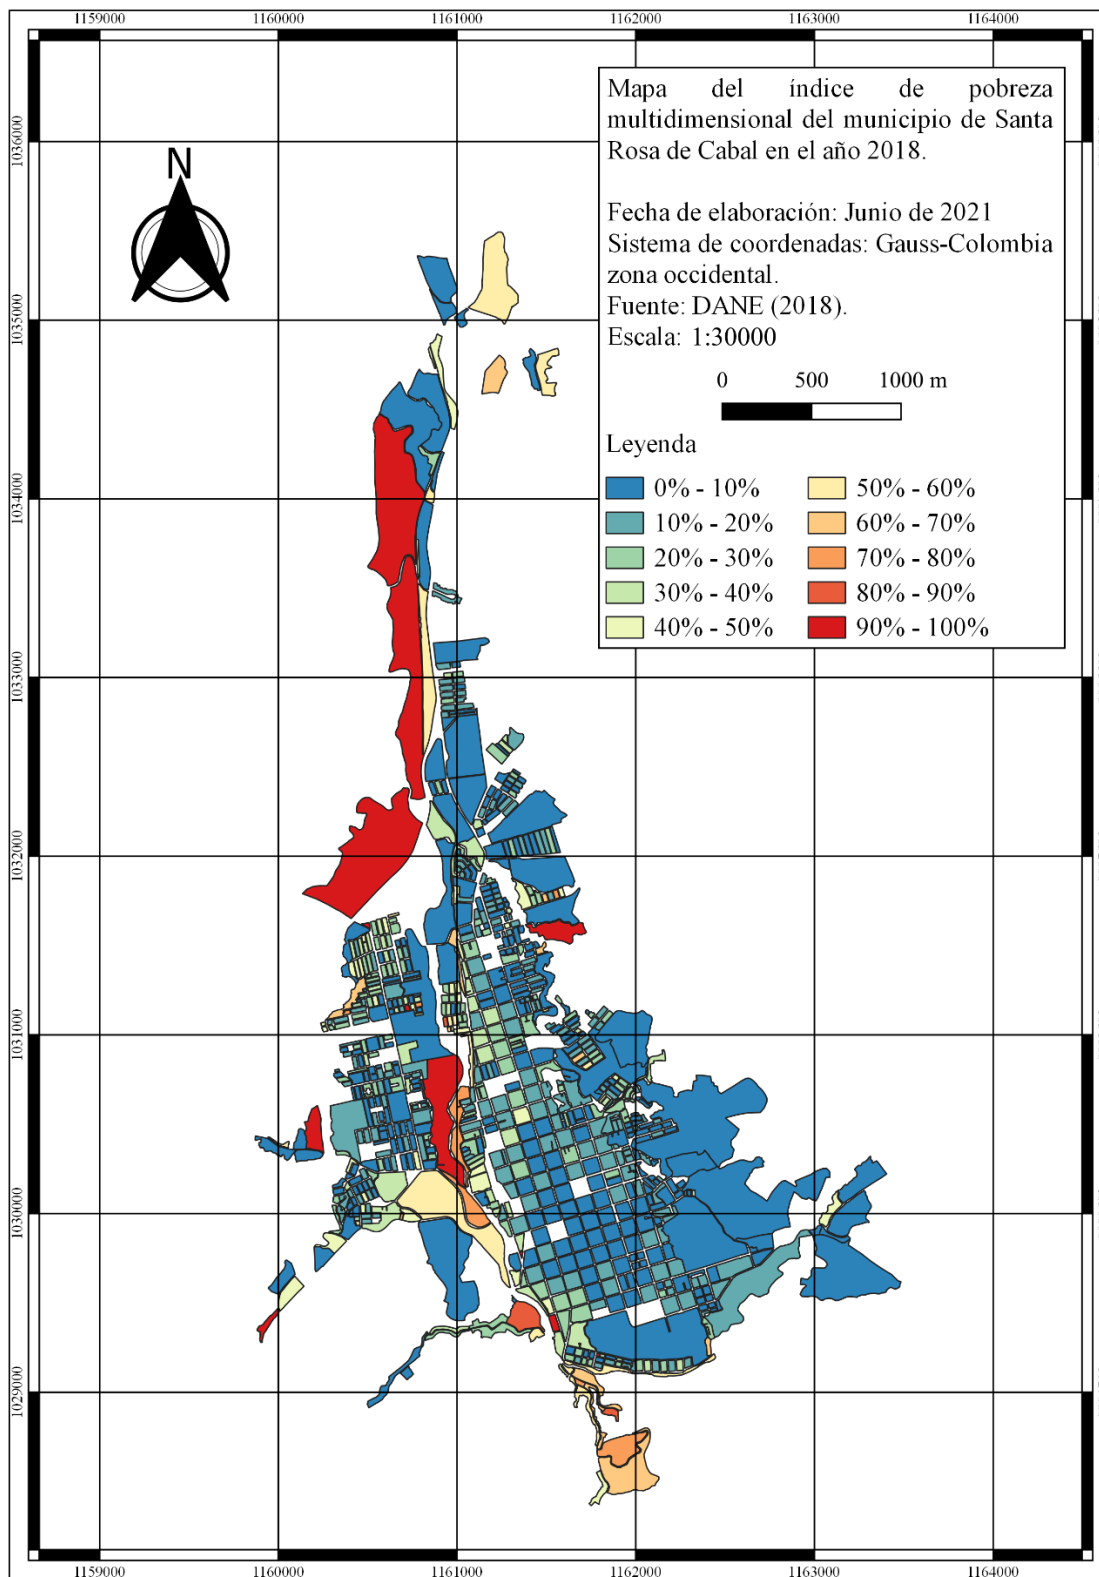 1159000 1160000 1161000 1162000 1163000 1164000
Mapa del índice de pobreza
multidimensional del municipio de Santa
Rosa de Cabal en el año 2018.
Fecha de elaboración: Junio de 2021
Sistema de coordenadas: Gauss-Colombia
zona occidental.
Fuente: DANE (2018).
Escala: 1:30000
0 500 1000 m
Leyenda
0% - 10%
10% - 20%
20% - 30%
30% - 40%
40% - 50%
50% - 60%
60% - 70%
70% - 80%
80% - 90%
90% - 100%
N
1036000
1035000
1034000
1033000
1032000
1031000
1030000
1029000
1159000 1160000 1161000 1162000 1163000 1164000